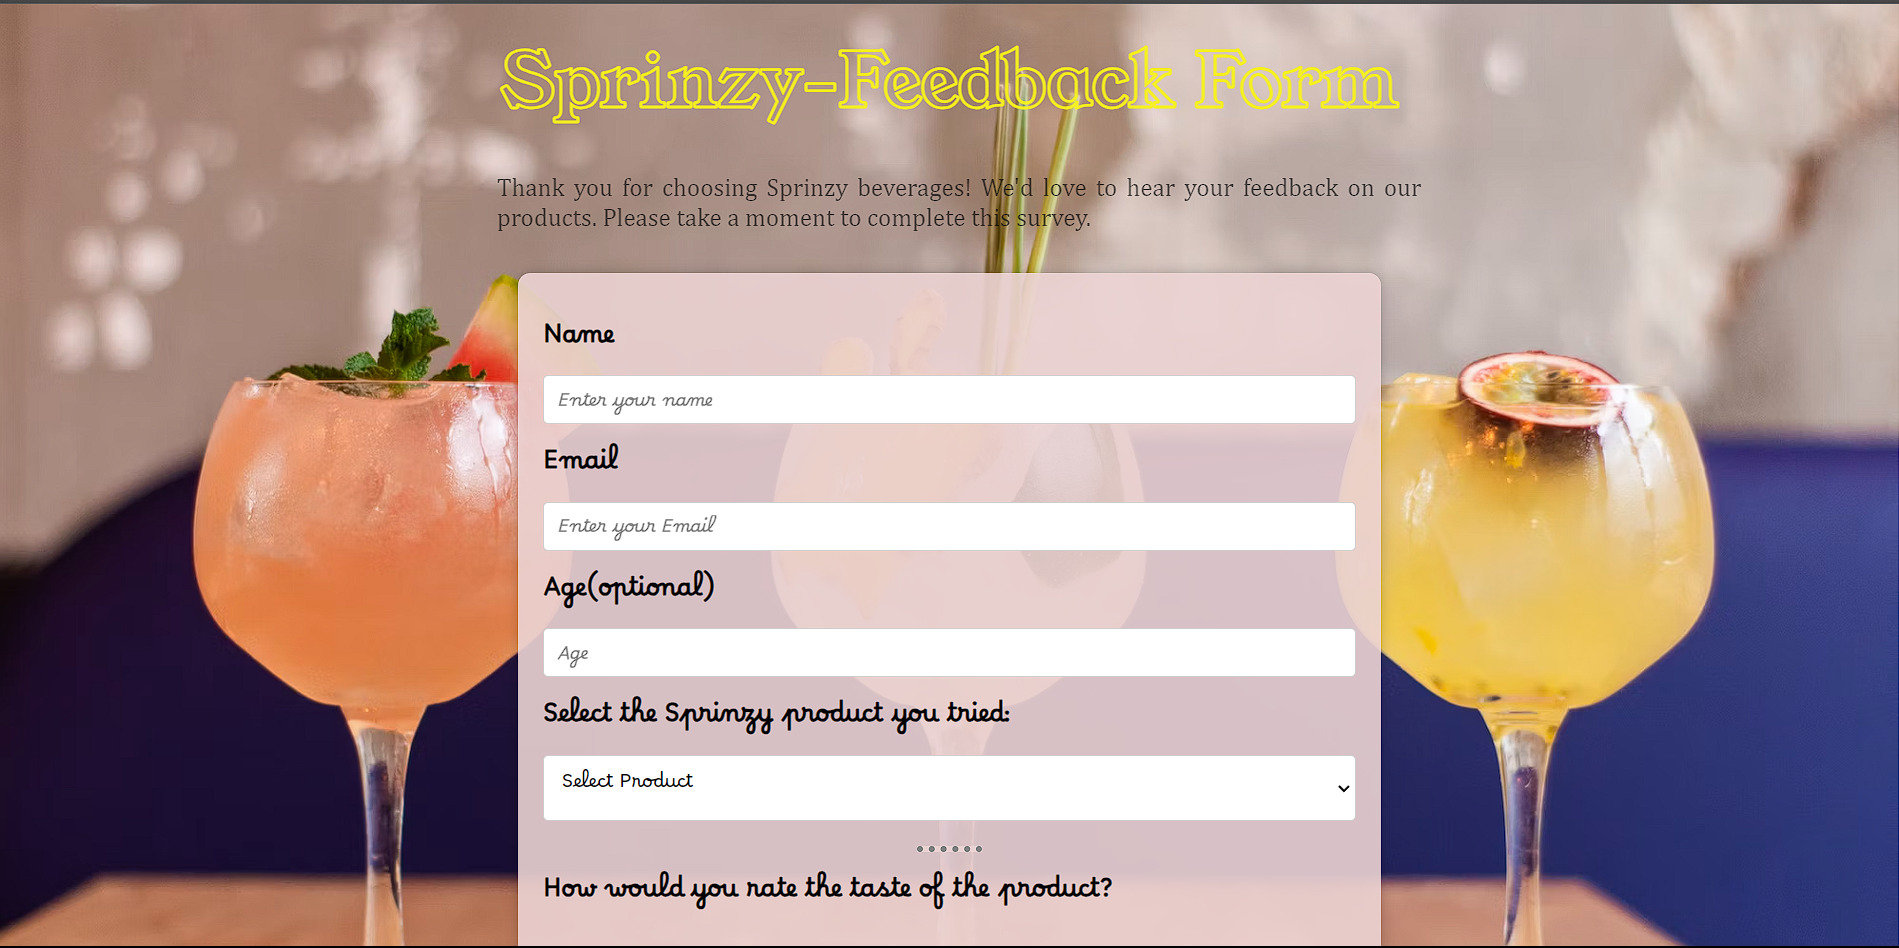 Sprinzy-Feedback Form
Thank you for choosing Sprinzy beverages! We'd love to hear your feedback on our
products. Please take a moment to complete this survey.
Name
Enter your name
Email
Enter your Email
Age(optional)
Age
Select the Sprinzy product you tried:
Select Product
How would you rate the taste of the product?